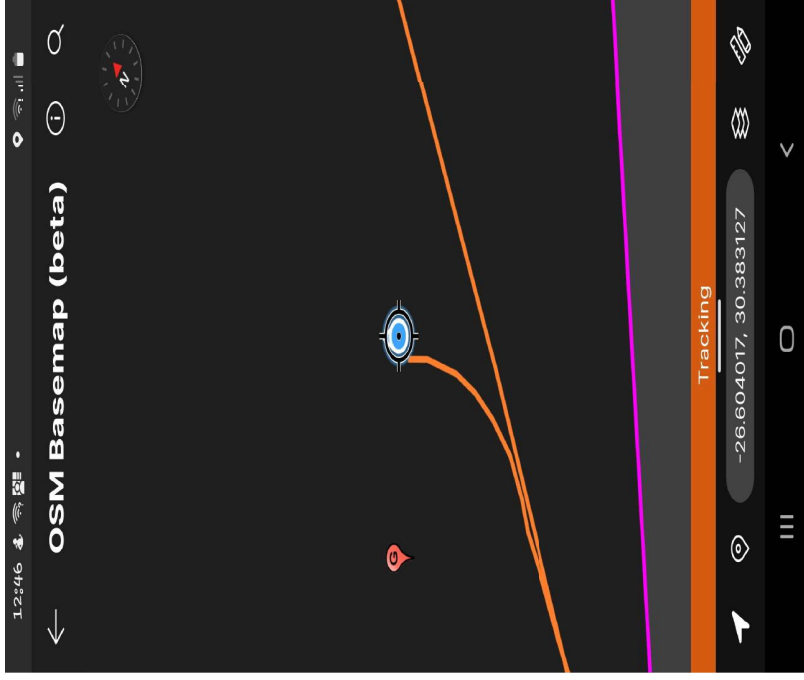 12:46
OSM Basemap (beta)
N
G
Tracking
-26.604017, 30.383127